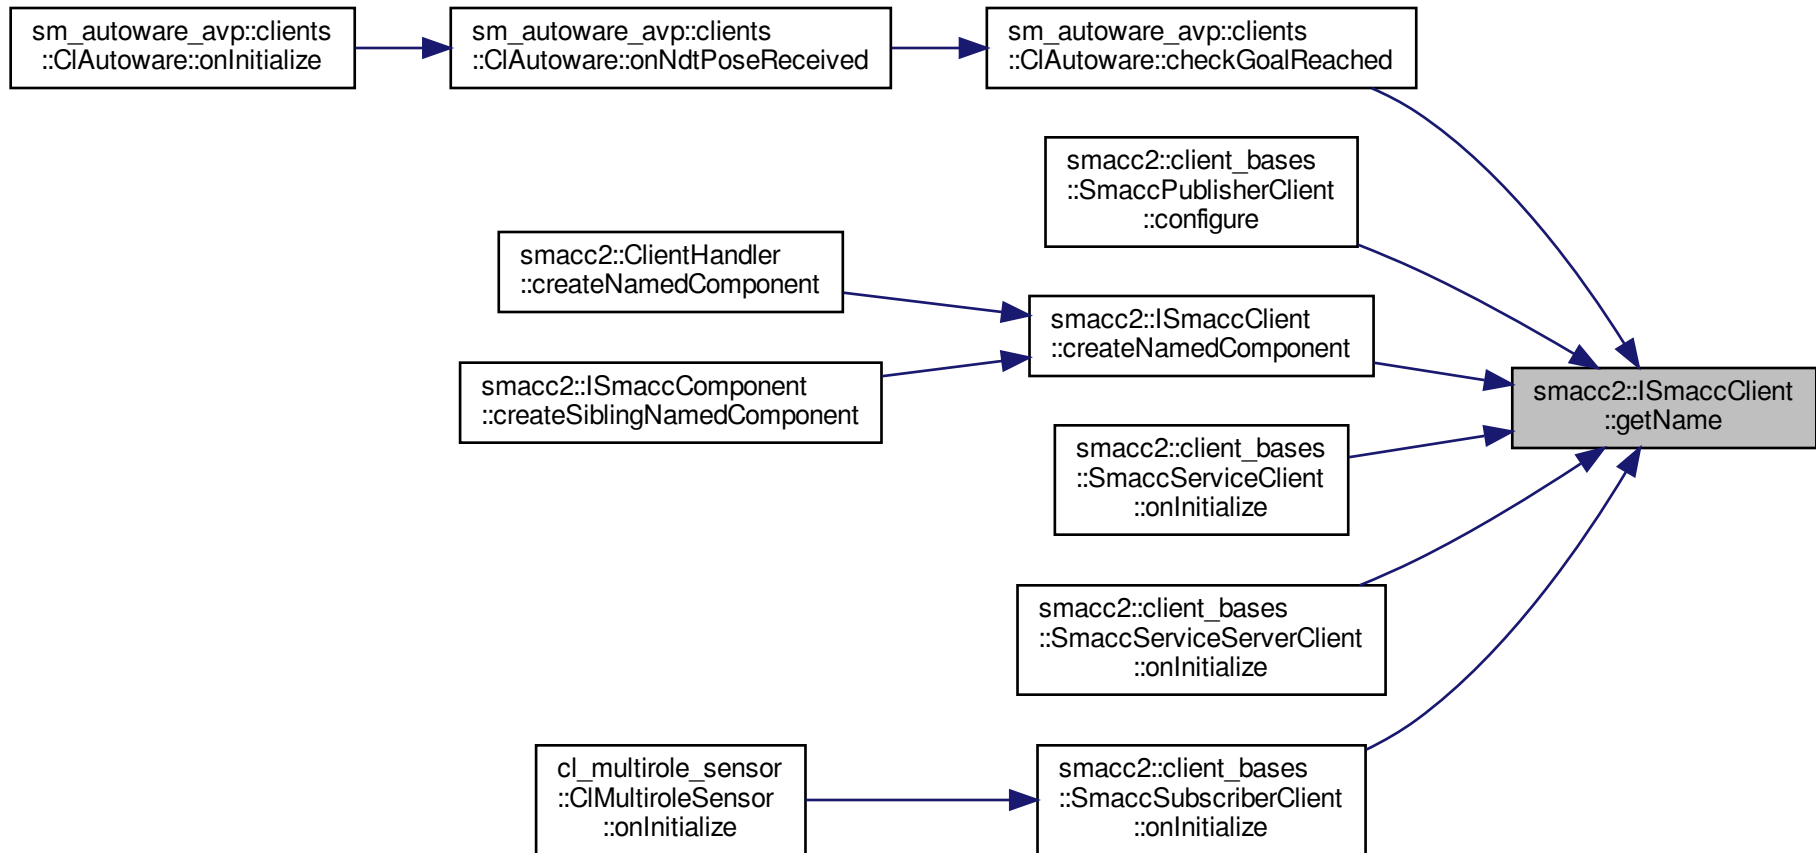 sm_autoware_avp::clients
::ClAutoware::onInitialize
sm_autoware_avp::clients
::ClAutoware::onNdtPoseReceived
sm_autoware_avp::clients
::ClAutoware::checkGoalReached
smacc2::client_bases
::SmaccPublisherClient
::configure
smacc2::ClientHandler
::createNamedComponent
smacc2::ISmaccComponent
::createSiblingNamedComponent
smacc2::ISmaccClient
::createNamedComponent
smacc2::ISmaccClient
::getName
smacc2::client_bases
::SmaccServiceClient
::onInitialize
smacc2::client_bases
::SmaccServiceServerClient
::onInitialize
cl_multirole_sensor
::ClMultiroleSensor
::onInitialize
smacc2::client_bases
::SmaccSubscriberClient
::onInitialize